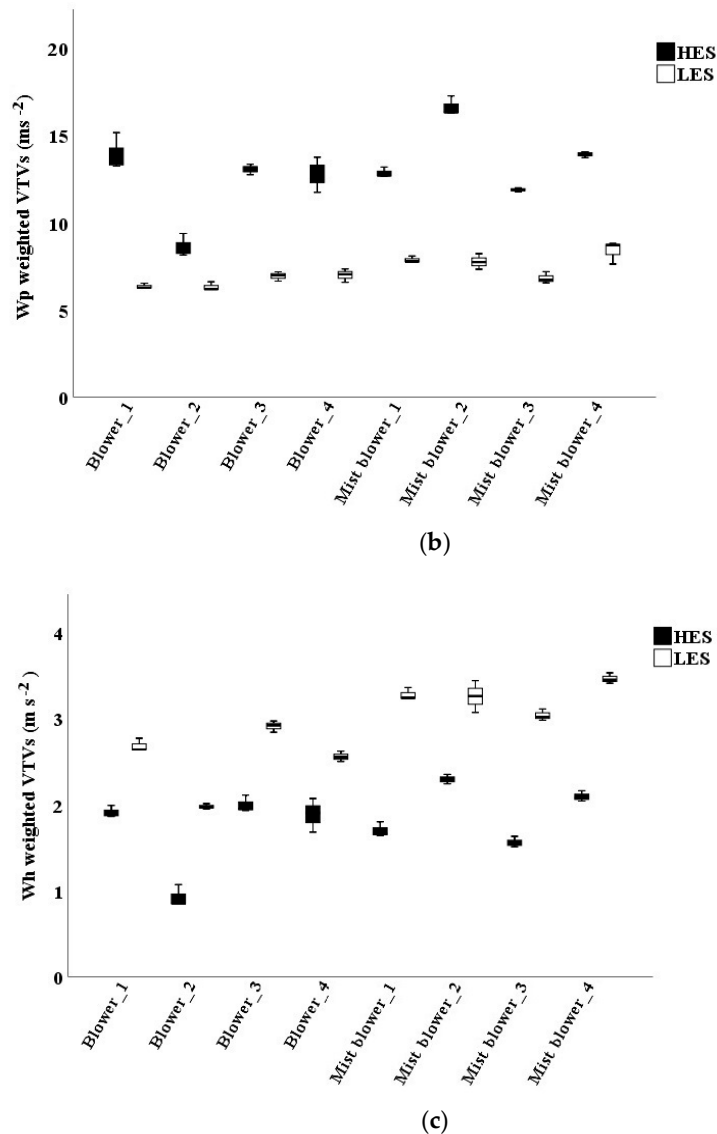 Wp weighted VTVs (ms -2)
20
15
10
5
0
HES
LES
Blower_1
Blower_2
Blower_3
Blower_4
Mist blower_1
Mist blower_2
Mist blower_3
Mist blower_4
(b)
Wh weighted VTVs (m s -2 )
4
3
2
1
0
HES
LES
Blower_1
Blower_2
Blower_3
Blower_4
Mist blower_1
Mist blower_2
Mist blower_3
Mist blower_4
(c)